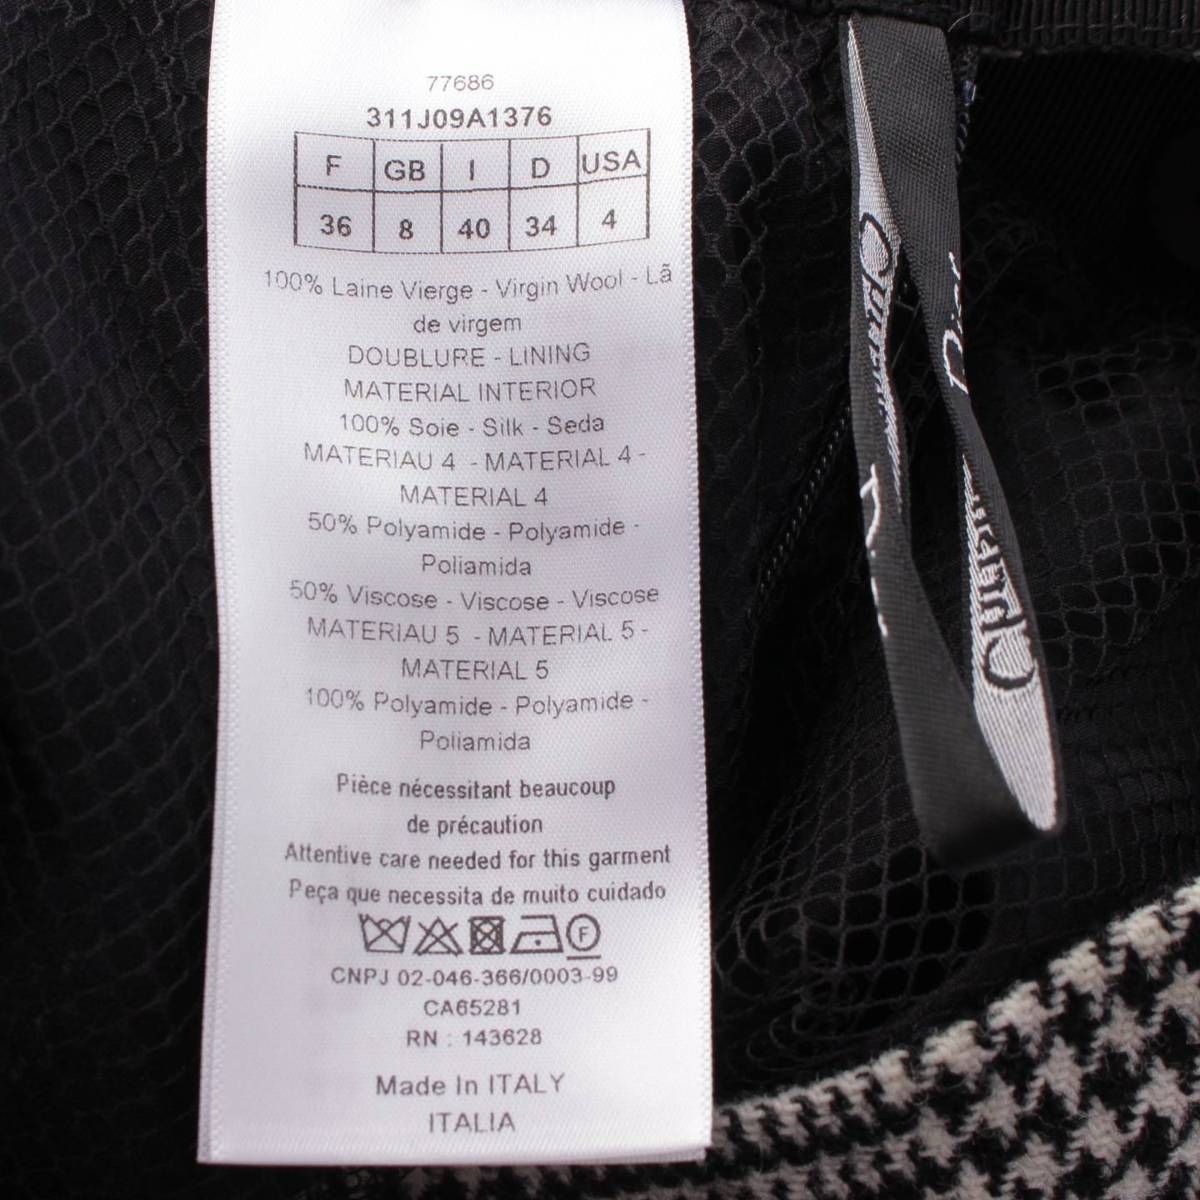 77686
311J09A1376
F GB I D USA
36 8 40 34 4
100% Laine Vierge - Virgin Wool - Lã
de virgem
DOUBLURE - LINING
MATERIAL INTERIOR
100% Soie - Silk - Seda
MATERIAU 4 - MATERIAL 4 -
MATERIAL 4
50% Polyamide - Polyamide -
Poliamida
50% Viscose - Viscose - Viscose
MATERIAU 5 - MATERIAL 5 -
MATERIAL 5
100% Polyamide - Polyamide -
Poliamida
Pièce nécessitant beaucoup
de précaution
Attentive care needed for this garment
Peça que necessita de muito cuidado
F
CNPJ 02-046-366/0003-99
CA65281
RN : 143628
Made In ITALY
ITALIA
Dior